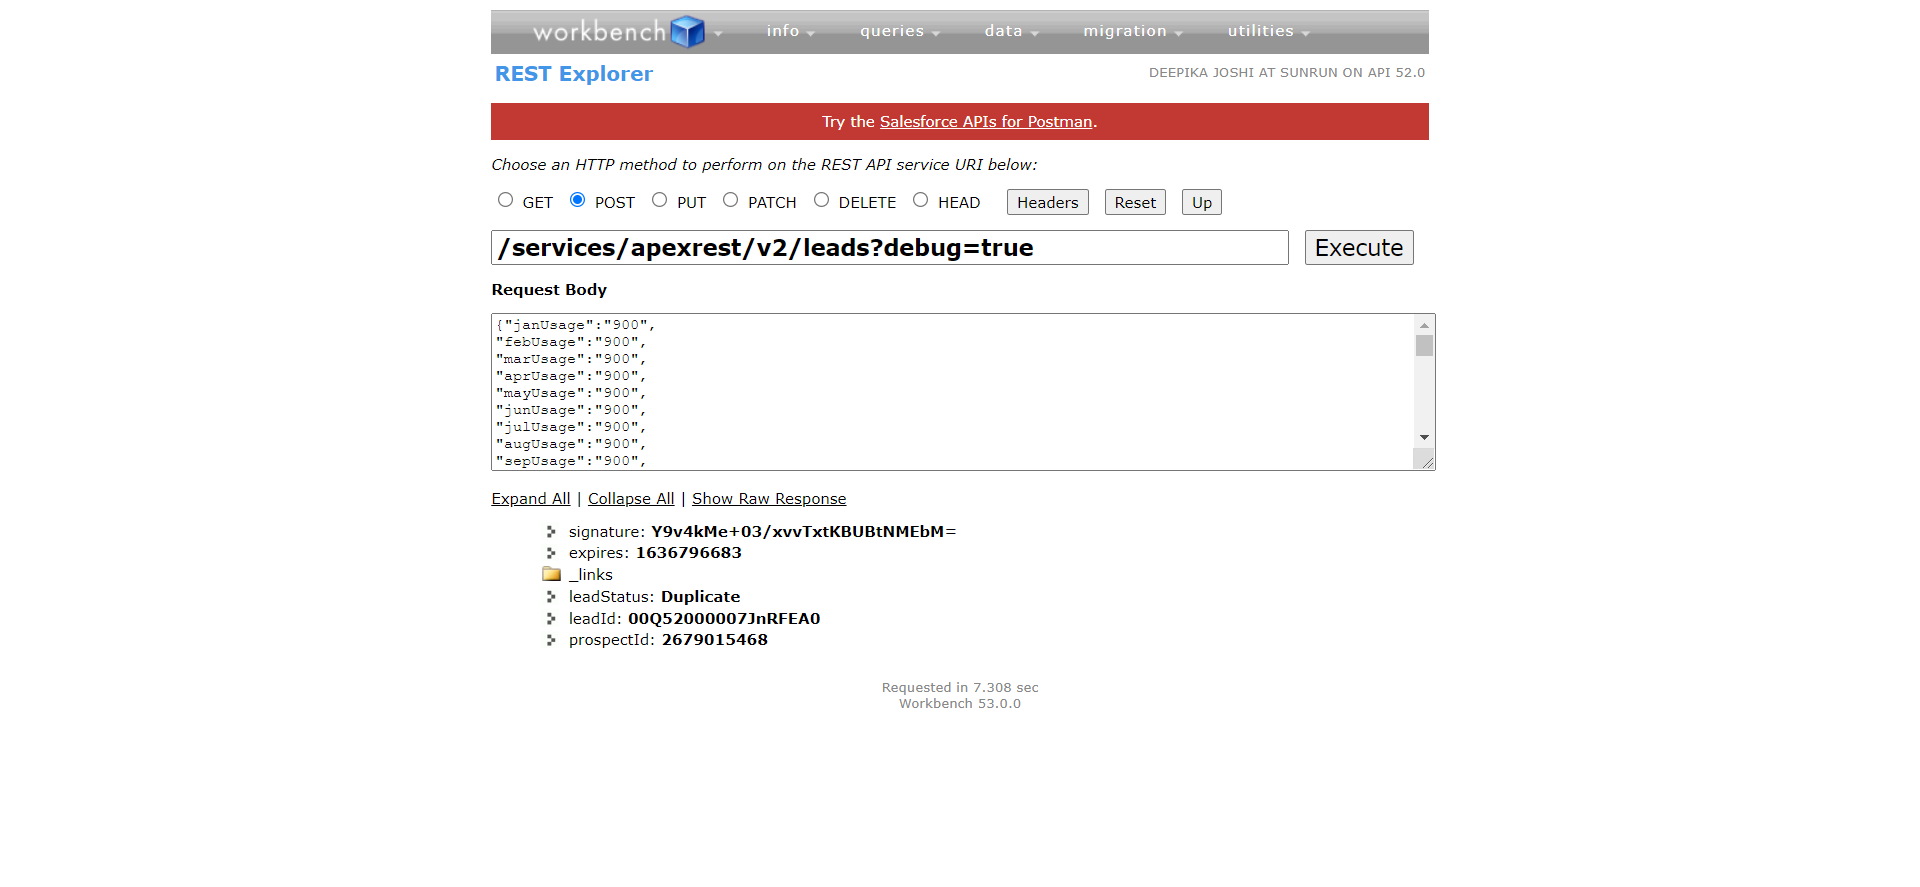 workbench info queries data migration utilities
REST Explorer
DEEPIKA JOSHI AT SUNRUN ON API 52.0
Try the Salesforce APIs for Postman.
Choose an HTTP method to perform on the REST API service URI below:
GET POST PUT PATCH DELETE HEAD Headers Reset Up
/services/apexrest/v2/leads?debug=true Execute
Request Body
{"janUsage":"900",
"febUsage":"900",
"marUsage":"900",
"aprUsage":"900",
"mayUsage":"900",
"junUsage":"900",
"julUsage":"900",
"augUsage":"900",
"sepUsage":"900",
Expand All | Collapse All | Show Raw Response
signature: Y9v4kMe+03/xvvTxtKBUBtNMEbM=
expires: 1636796683
_links
leadStatus: Duplicate
leadId: 00Q52000007JnRFEA0
prospectId: 2679015468
Requested in 7.308 sec
Workbench 53.0.0